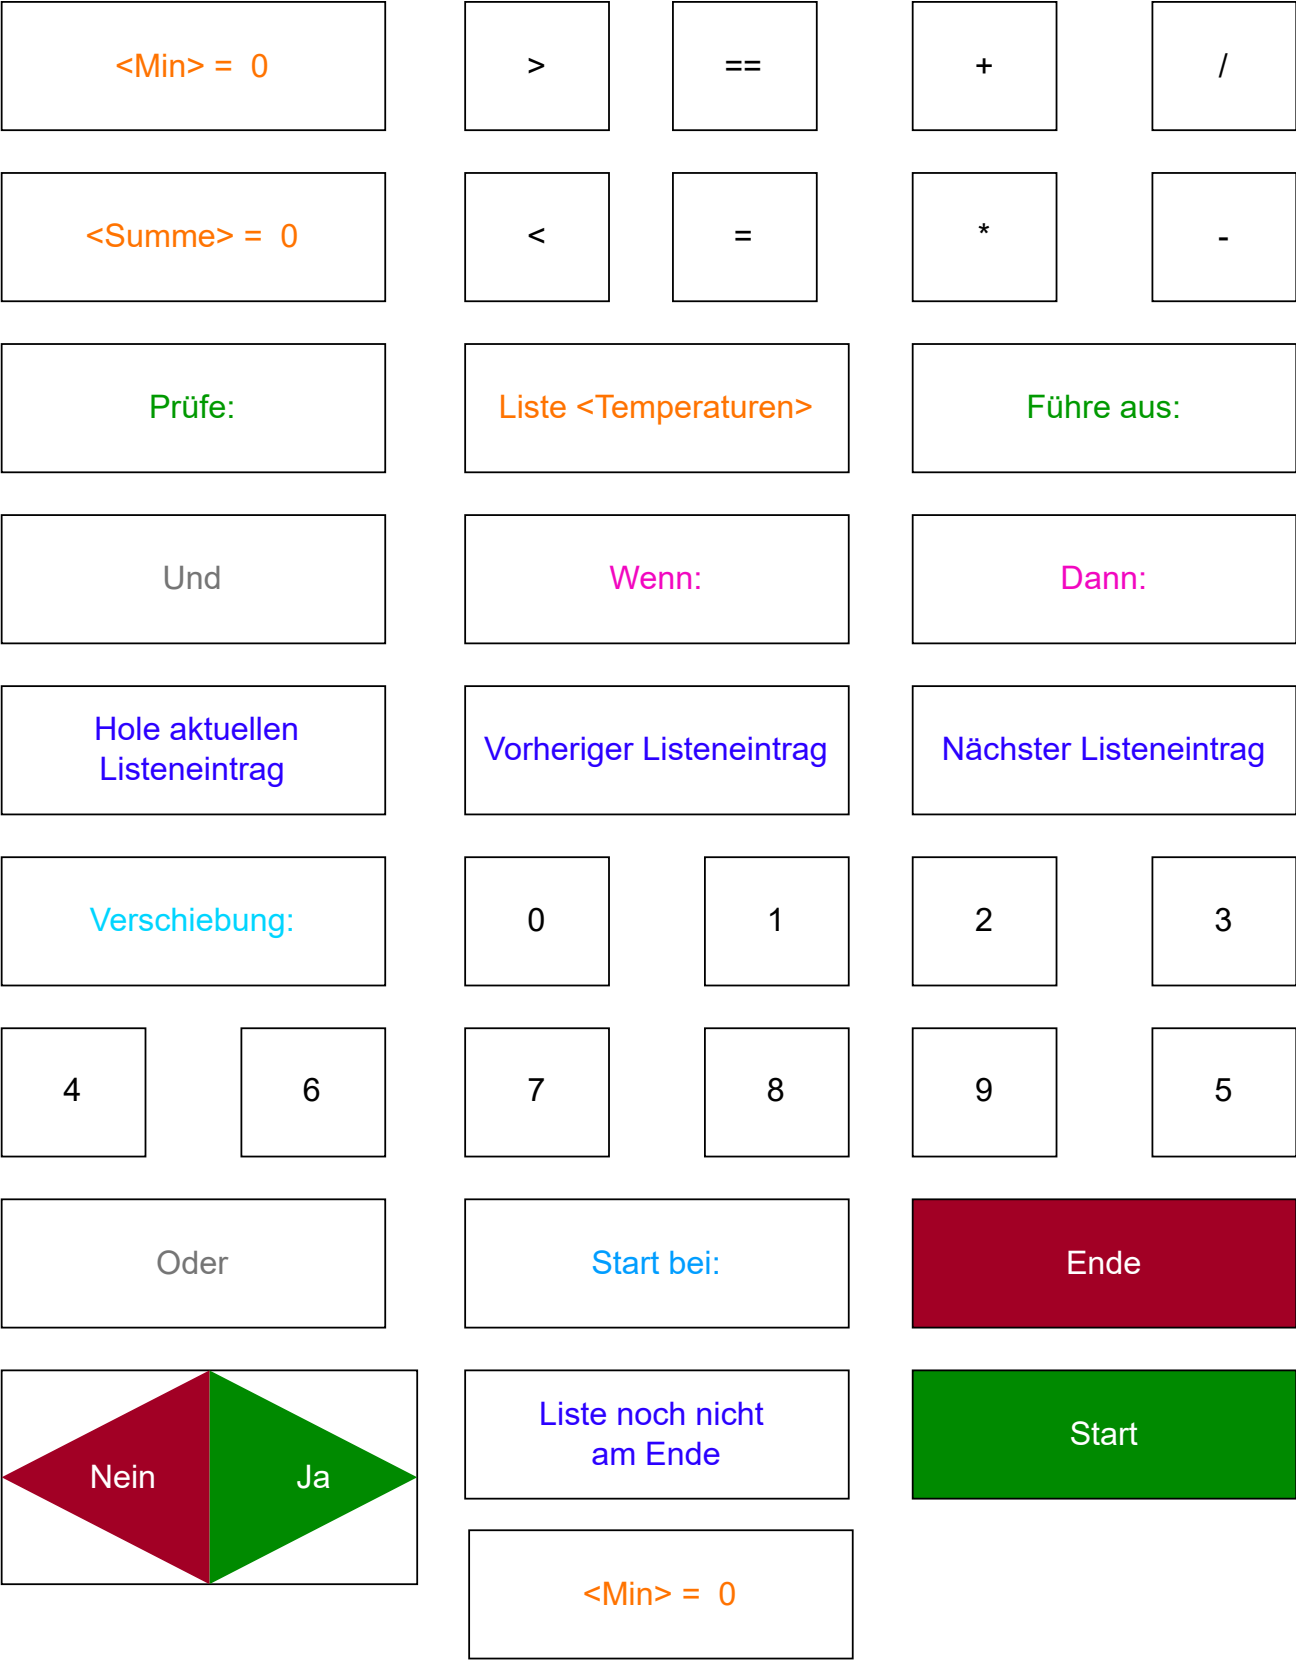 <Min> =  0
>
==
+
/
<Summe> =  0
<
=
*
-
Prüfe:
Liste <Temperaturen>
Führe aus:
Und
Wenn:
Dann:
Hole aktuellen
Listeneintrag
Vorheriger Listeneintrag
Nächster Listeneintrag
Verschiebung:
0
1
2
3
4
6
7
8
9
5
Oder
Start bei:
Ende
Nein
Ja
Liste noch nicht
am Ende
Start
<Min> =  0